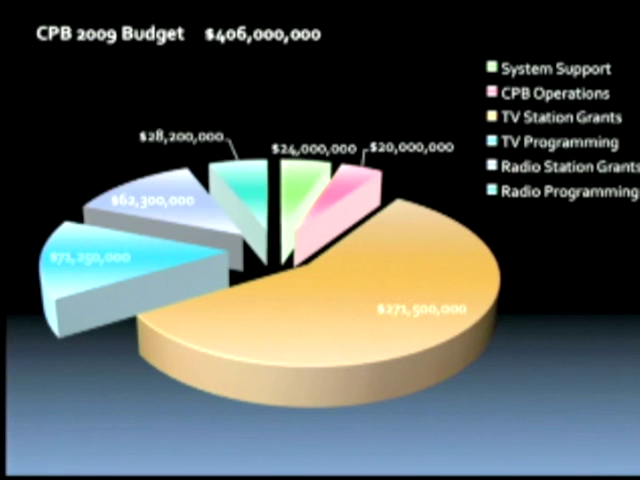 CPB 2009 Budget $406,000,000
System Support
CPB Operations
TV Station Grants
TV Programming
Radio Station Grants
Radio Programming
$28,200,000
$24,000,000
$20,000,000
$62,300,000
$71,250,000
$271,500,000